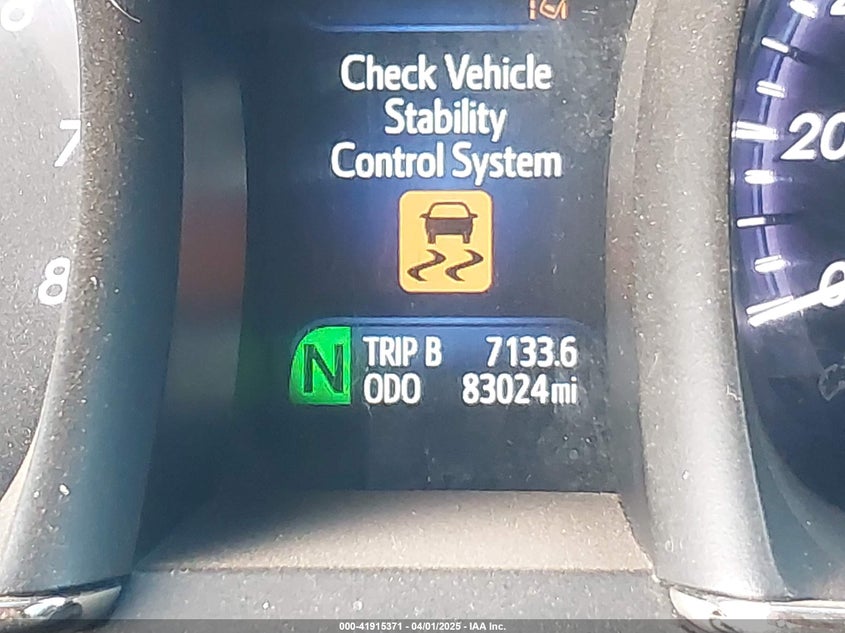 Check Vehicle
Stability
Control System
7
20
8
0
N
TRIP B 7133.6
ODO 83024mi
000-41915371 - 04/01/2025 - IAA Inc.